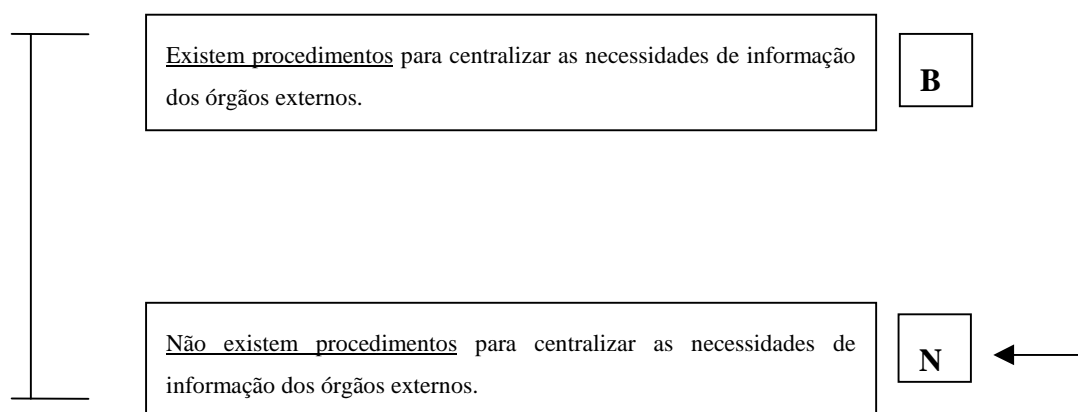 Existem procedimentos para centralizar as necessidades de informação
dos órgãos externos.
B
Não existem procedimentos para centralizar as necessidades de
informação dos órgãos externos.
N